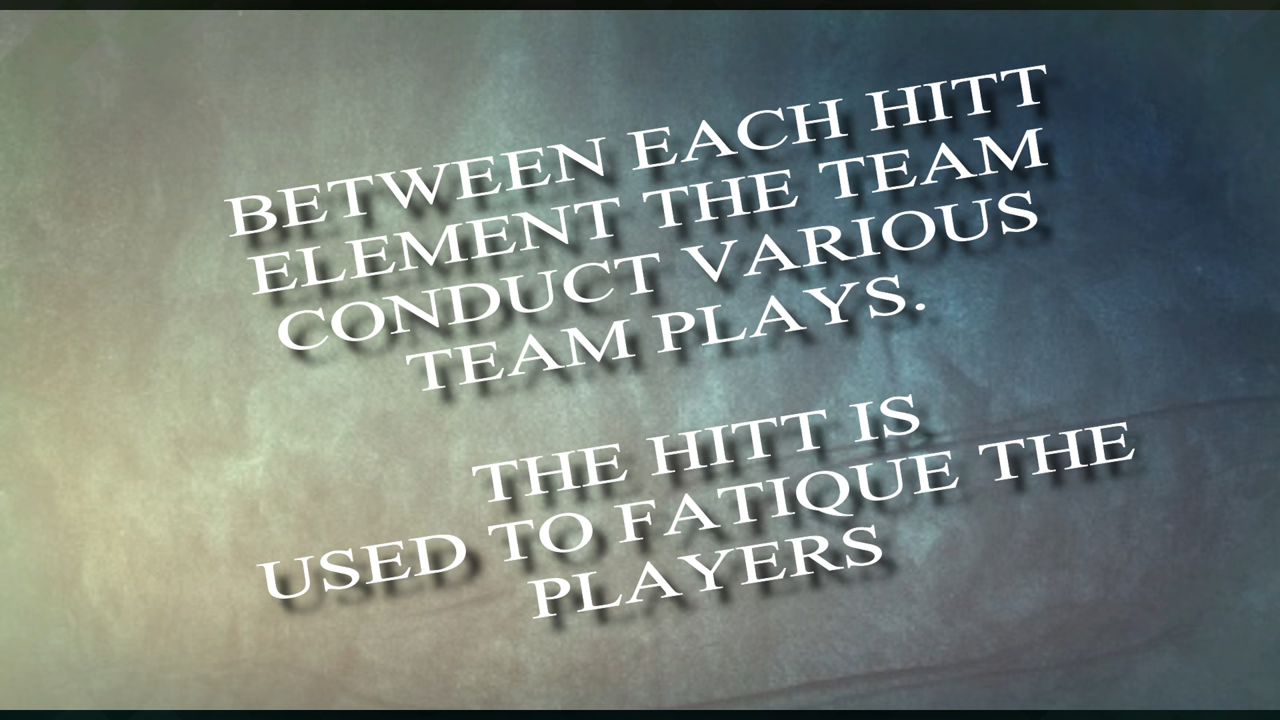 BETWEEN EACH HITT
ELEMENT THE TEAM
CONDUCT VARIOUS
TEAM PLAYS.
THE HITT IS
USED TO FATIQUE THE
PLAYERS